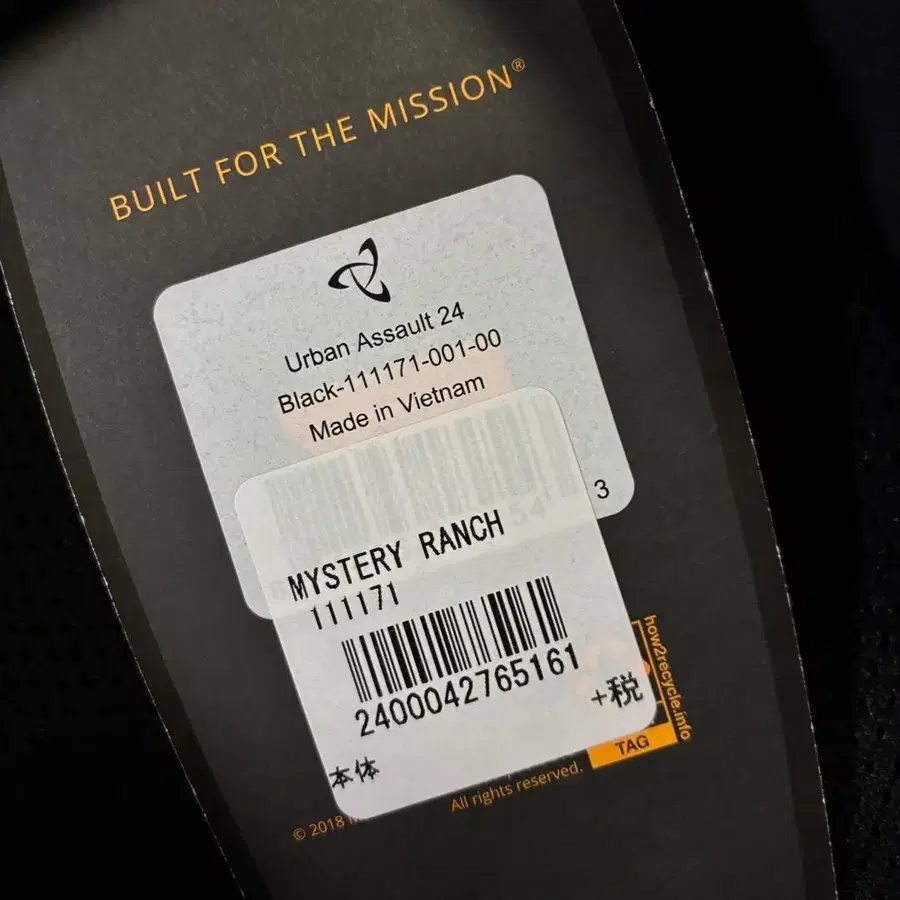 BUILT FOR THE MISSION®
Urban Assault 24
Black-111171-001-00
Made in Vietnam
54
3
MYSTERY RANCH
111171
2400042765161
+税
本体
how2recycle.info
TAG
© 2018
All rights reserved.